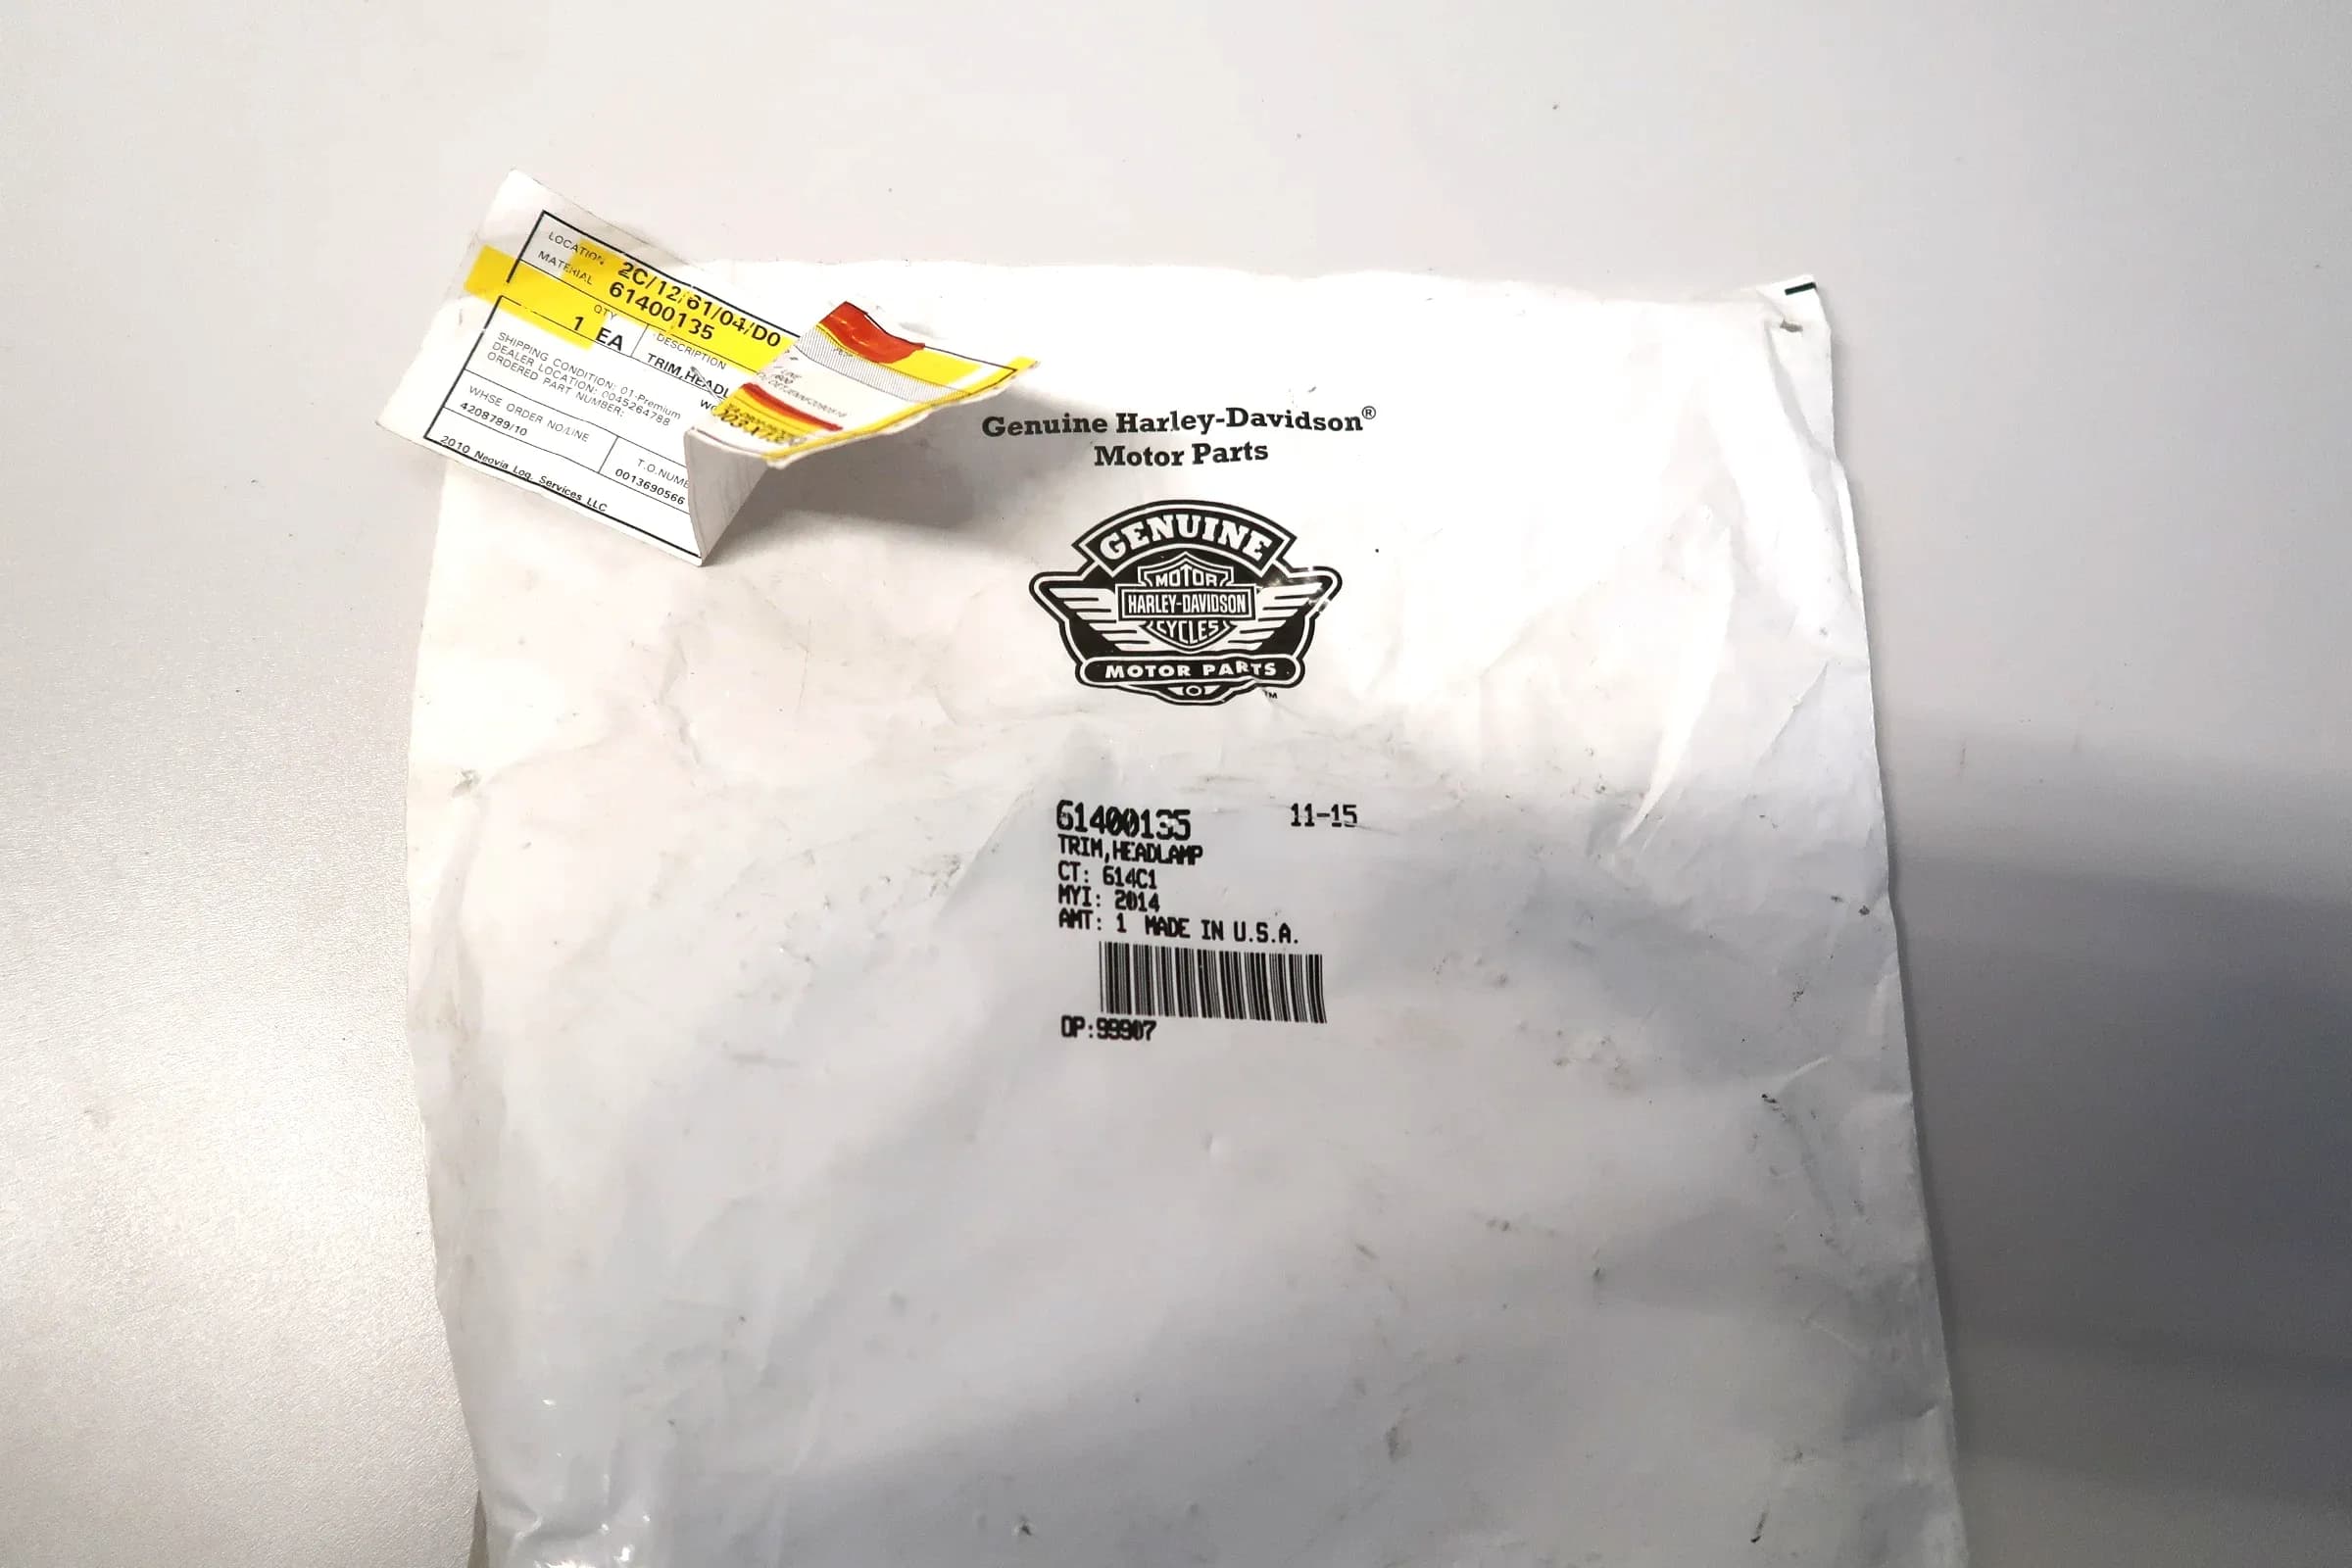 LOCATION 2C/12/61/04/D0
MATERIAL 61400135
QTY
1 EA
DESCRIPTION
TRIM,HEADL
SHIPPING CONDITION: 01-Premium
DEALER LOCATION: 0045264788
ORDERED PART NUMBER:
WHSE ORDER NO/LINE
4208789/10
T.O.NUMB
0013690566
2010 Neovia Log. Services LLC
Genuine Harley-Davidson®
Motor Parts
GENUINE
MOTOR
HARLEY-DAVIDSON
CYCLES
MOTOR PARTS
TM
61400135 11-15
TRIM,HEADLAMP
CT: 614C1
MYI: 2014
AMT: 1 MADE IN U.S.A.
OP:99907